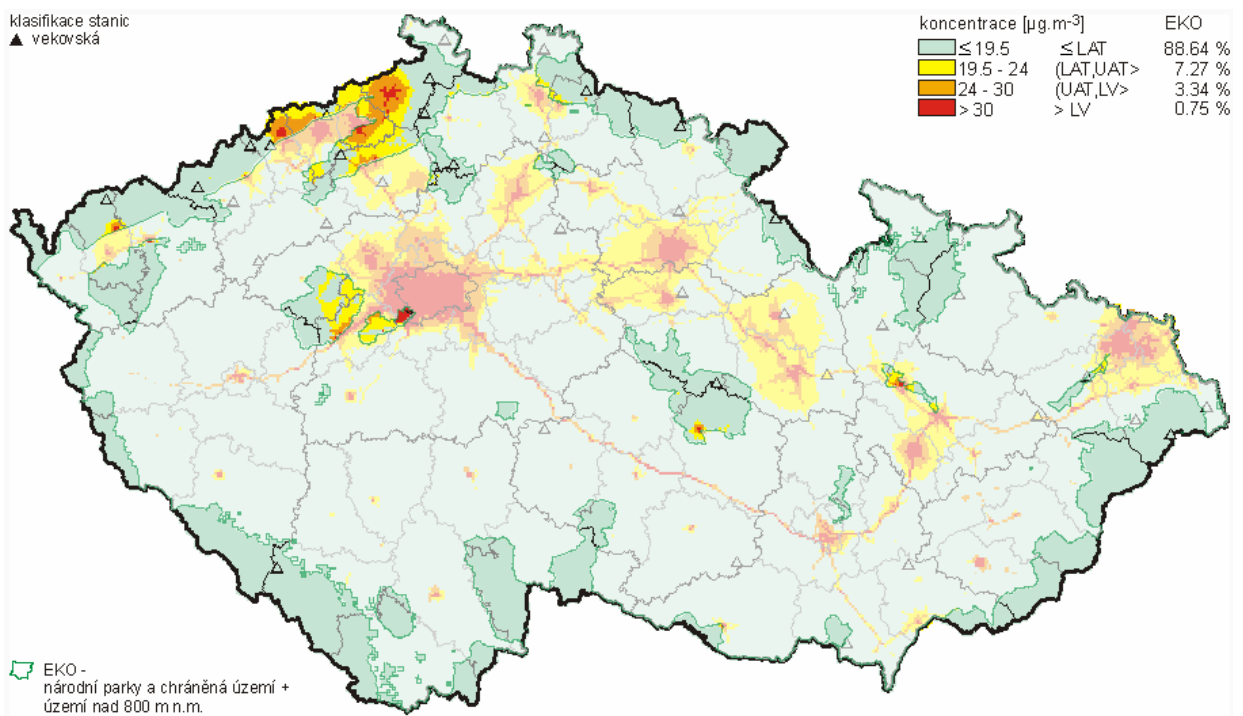 klasifikace stanic
▲ vekovská
koncentrace [µg.m⁻³] EKO
≤ 19.5 ≤ LAT 88.64 %
19.5 - 24 (LAT,UAT> 7.27 %
24 - 30 (UAT,LV> 3.34 %
> 30 > LV 0.75 %
EKO -
národní parky a chráněná území +
území nad 800 m n.m.